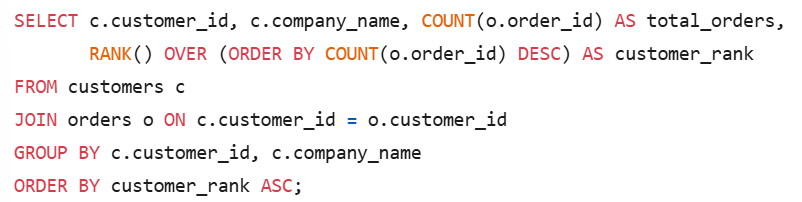 SELECT c.customer_id, c.company_name, COUNT(o.order_id) AS total_orders,
RANK() OVER (ORDER BY COUNT(o.order_id) DESC) AS customer_rank
FROM customers c
JOIN orders o ON c.customer_id = o.customer_id
GROUP BY c.customer_id, c.company_name
ORDER BY customer_rank ASC;